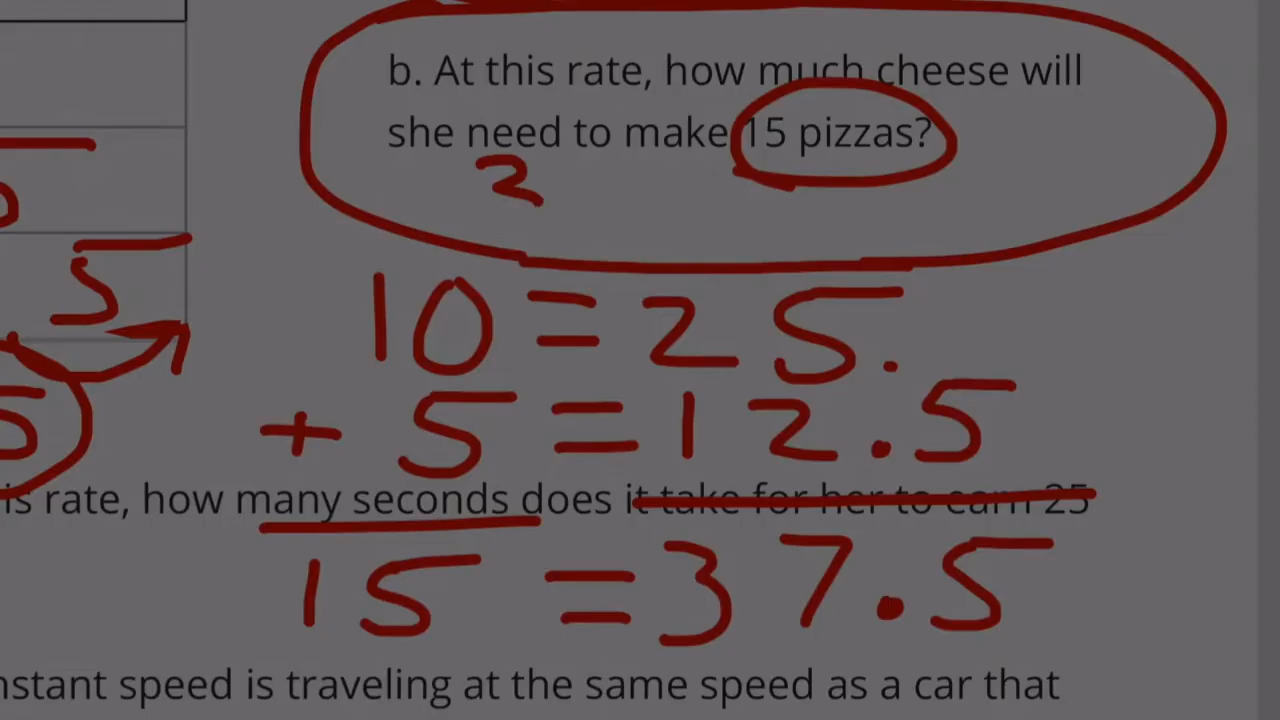 b. At this rate, how much cheese will
she need to make 15 pizzas?
2
10 = 25.
5
+ 5 = 12.5
is rate, how many seconds does it take for her to earn 25
15 = 37.5
nstant speed is traveling at the same speed as a car that